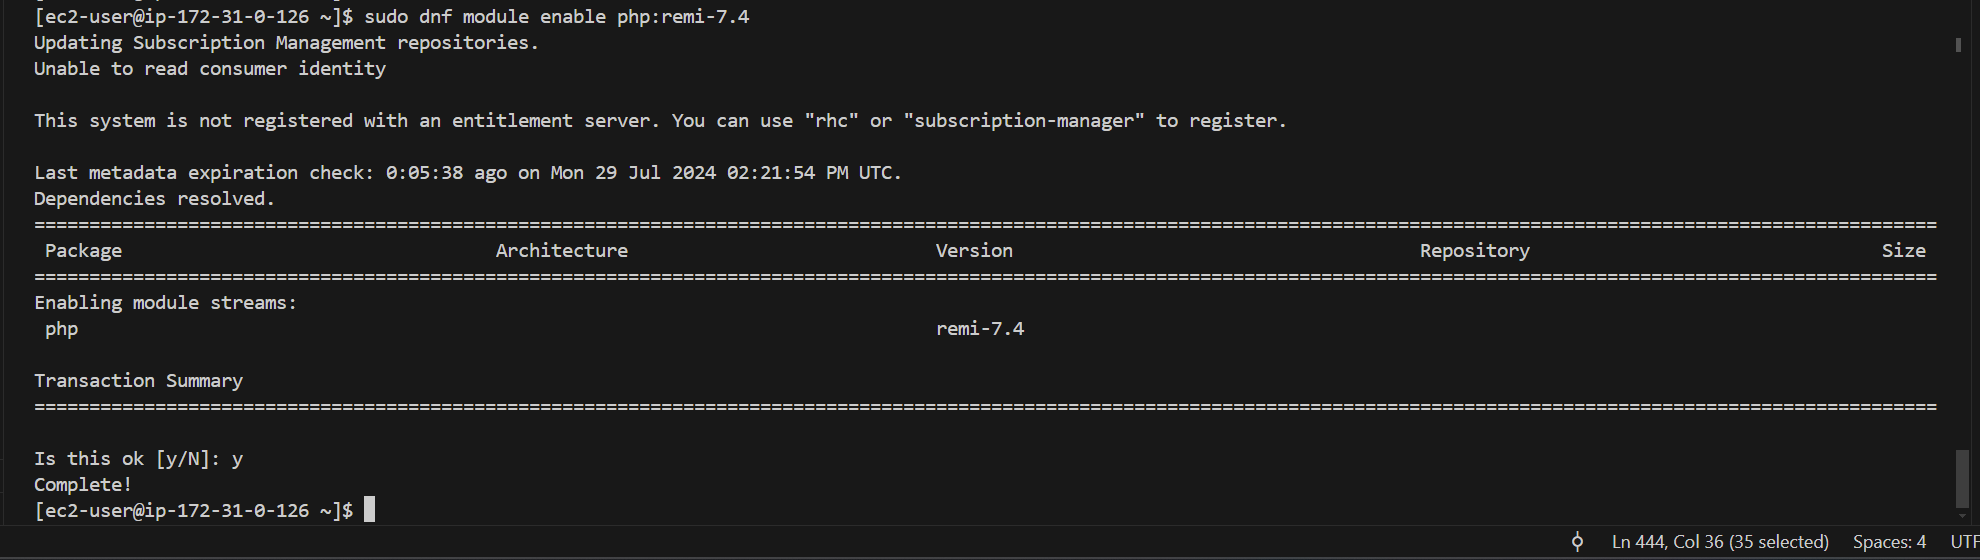 [ec2-user@ip-172-31-0-126 ~]$ sudo dnf module enable php:remi-7.4
Updating Subscription Management repositories.
Unable to read consumer identity
This system is not registered with an entitlement server. You can use "rhc" or "subscription-manager" to register.
Last metadata expiration check: 0:05:38 ago on Mon 29 Jul 2024 02:21:54 PM UTC.
Dependencies resolved.
Package Architecture Version Repository Size
Enabling module streams:
php remi-7.4
Transaction Summary
Is this ok [y/N]: y
Complete!
[ec2-user@ip-172-31-0-126 ~]$
Ln 444, Col 36 (35 selected) Spaces: 4